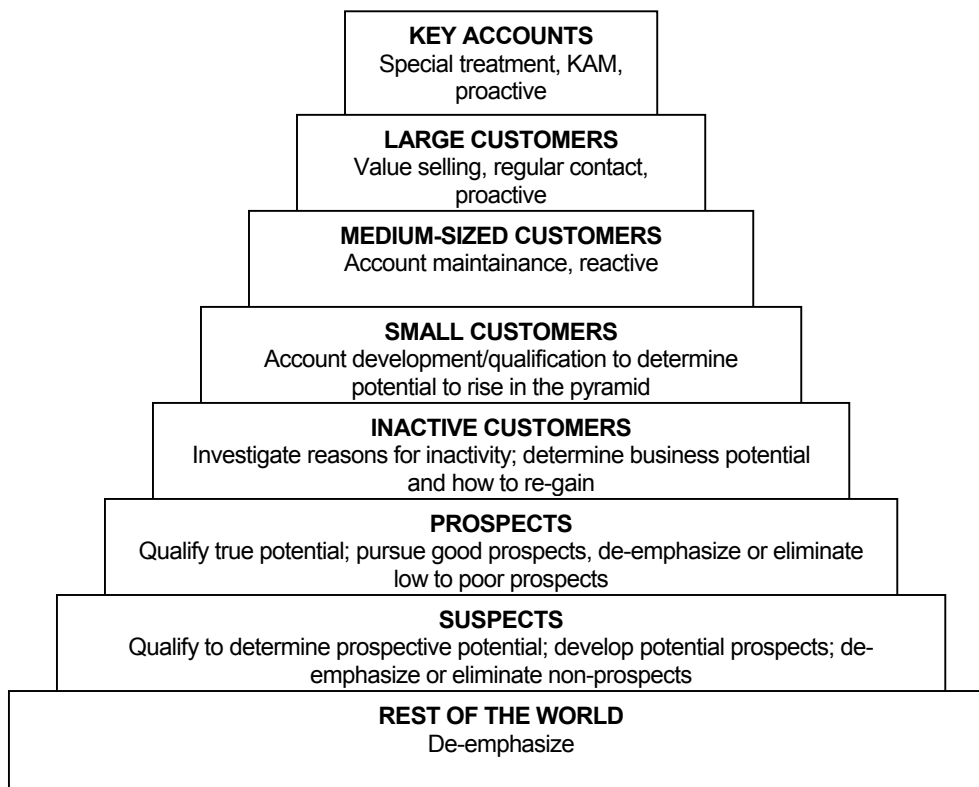 KEY ACCOUNTS
Special treatment, KAM,
proactive
LARGE CUSTOMERS
Value selling, regular contact,
proactive
MEDIUM-SIZED CUSTOMERS
Account maintainance, reactive
SMALL CUSTOMERS
Account development/qualification to determine
potential to rise in the pyramid
INACTIVE CUSTOMERS
Investigate reasons for inactivity; determine business potential
and how to re-gain
PROSPECTS
Qualify true potential; pursue good prospects, de-emphasize or eliminate
low to poor prospects
SUSPECTS
Qualify to determine prospective potential; develop potential prospects; de-
emphasize or eliminate non-prospects
REST OF THE WORLD
De-emphasize